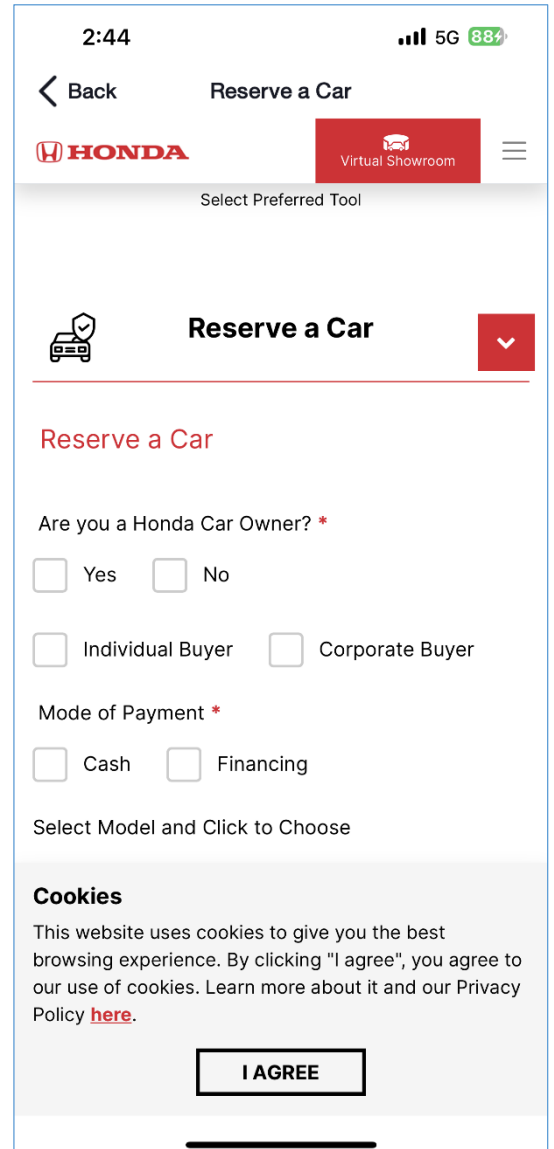 2:44 5G 88
Back Reserve a Car
HONDA Virtual Showroom
Select Preferred Tool
Reserve a Car
Reserve a Car
Are you a Honda Car Owner? *
Yes No
Individual Buyer Corporate Buyer
Mode of Payment *
Cash Financing
Select Model and Click to Choose
Cookies
This website uses cookies to give you the best
browsing experience. By clicking "I agree", you agree to
our use of cookies. Learn more about it and our Privacy
Policy here.
I AGREE